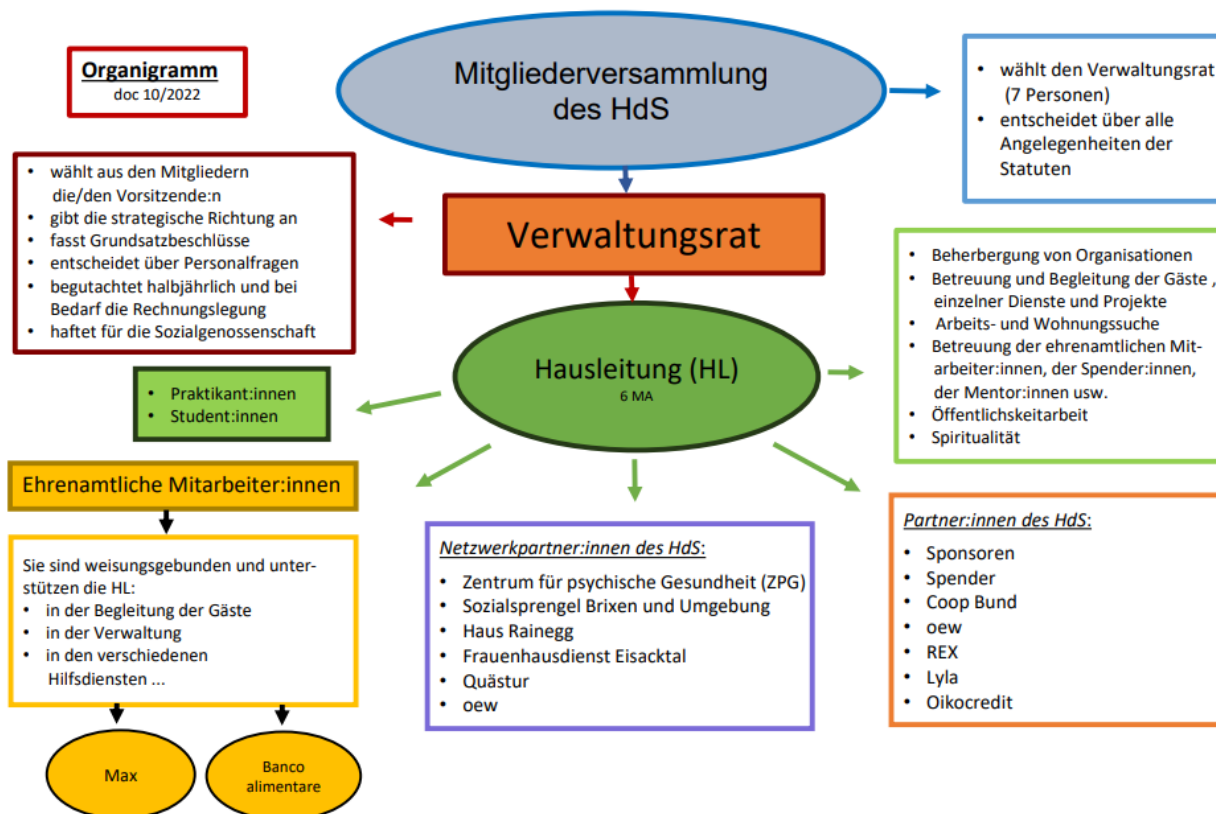 Organigramm
doc 10/2022
Mitgliederversammlung
des HdS
• wählt den Verwaltungsrat
(7 Personen)
• entscheidet über alle
Angelegenheiten der
Statuten
• wählt aus den Mitgliedern
die/den Vorsitzende:n
• gibt die strategische Richtung an
• fasst Grundsatzbeschlüsse
• entscheidet über Personalfragen
• begutachtet halbjährlich und bei
Bedarf die Rechnungslegung
• haftet für die Sozialgenossenschaft
Verwaltungsrat
• Beherbergung von Organisationen
• Betreuung und Begleitung der Gäste ,
einzelner Dienste und Projekte
• Arbeits- und Wohnungssuche
• Betreuung der ehrenamtlichen Mit-
arbeiter:innen, der Spender:innen,
der Mentor:innen usw.
• Öffentlichskeitarbeit
• Spiritualität
Hausleitung (HL)
6 MA
• Praktikant:innen
• Student:innen
Ehrenamtliche Mitarbeiter:innen
Sie sind weisungsgebunden und unter-
stützen die HL:
• in der Begleitung der Gäste
• in der Verwaltung
• in den verschiedenen
Hilfsdiensten ...
Max
Banco
alimentare
Netzwerkpartner:innen des HdS:
• Zentrum für psychische Gesundheit (ZPG)
• Sozialsprengel Brixen und Umgebung
• Haus Rainegg
• Frauenhausdienst Eisacktal
• Quästur
• oew
Partner:innen des HdS:
• Sponsoren
• Spender
• Coop Bund
• oew
• REX
• Lyla
• Oikocredit